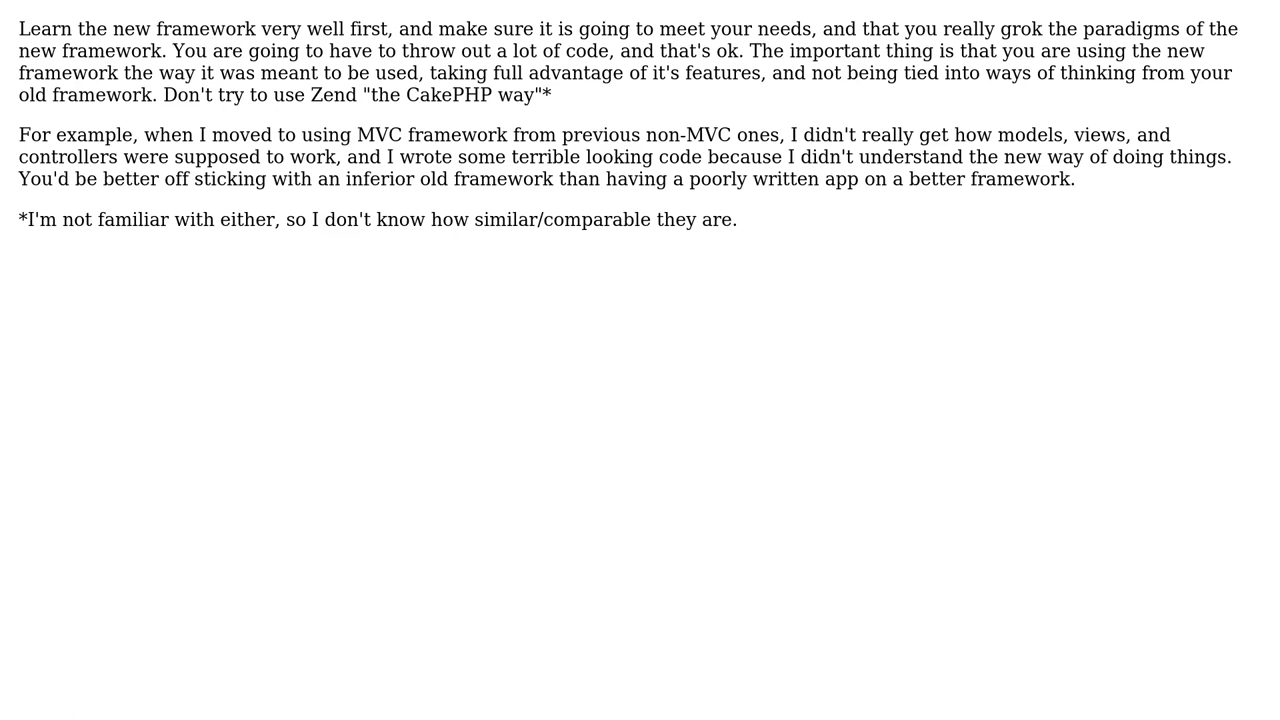 Learn the new framework very well first, and make sure it is going to meet your needs, and that you really grok the paradigms of the
new framework. You are going to have to throw out a lot of code, and that's ok. The important thing is that you are using the new
framework the way it was meant to be used, taking full advantage of it's features, and not being tied into ways of thinking from your
old framework. Don't try to use Zend "the CakePHP way"*
For example, when I moved to using MVC framework from previous non-MVC ones, I didn't really get how models, views, and
controllers were supposed to work, and I wrote some terrible looking code because I didn't understand the new way of doing things.
You'd be better off sticking with an inferior old framework than having a poorly written app on a better framework.
*I'm not familiar with either, so I don't know how similar/comparable they are.